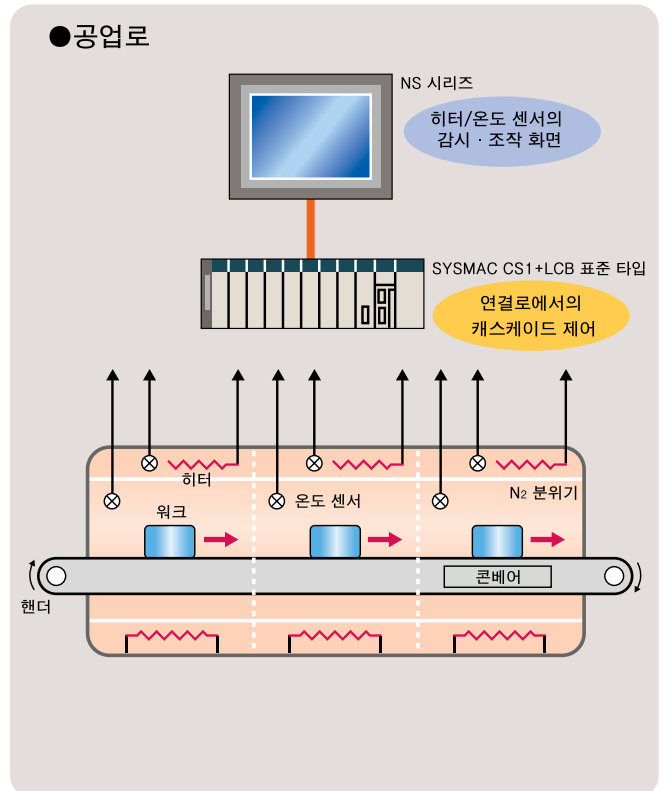 ●공업로
NS 시리즈
히터/온도 센서의
감시 · 조작 화면
SYSMAC CS1+LCB 표준 타입
연결로에서의
캐스케이드 제어
히터
N2 분위기
온도 센서
워크
콘베어
핸더